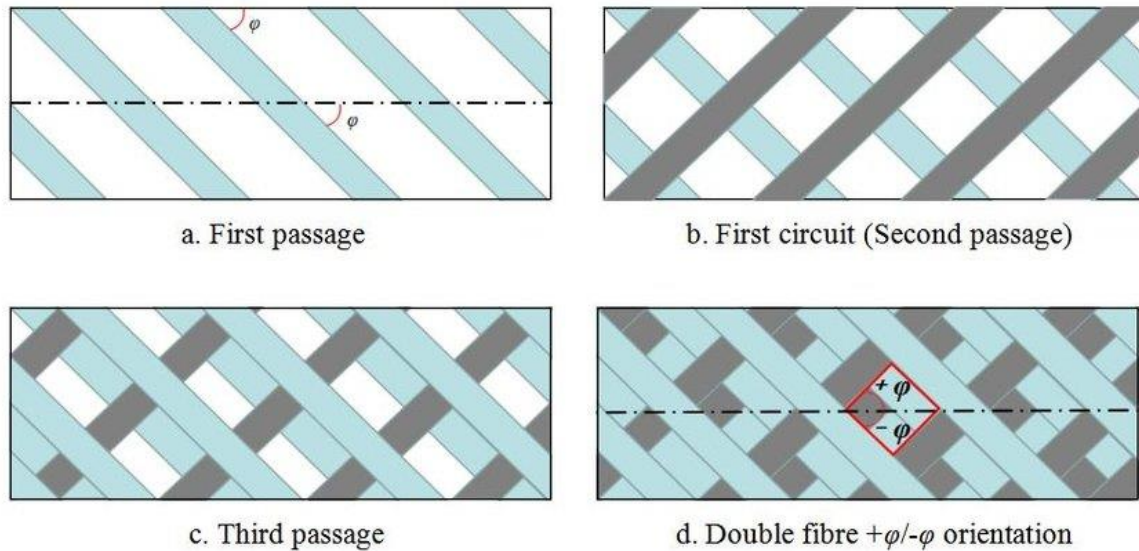 φ
φ
a. First passage
b. First circuit (Second passage)
c. Third passage
+ φ
- φ
d. Double fibre +φ/-φ orientation